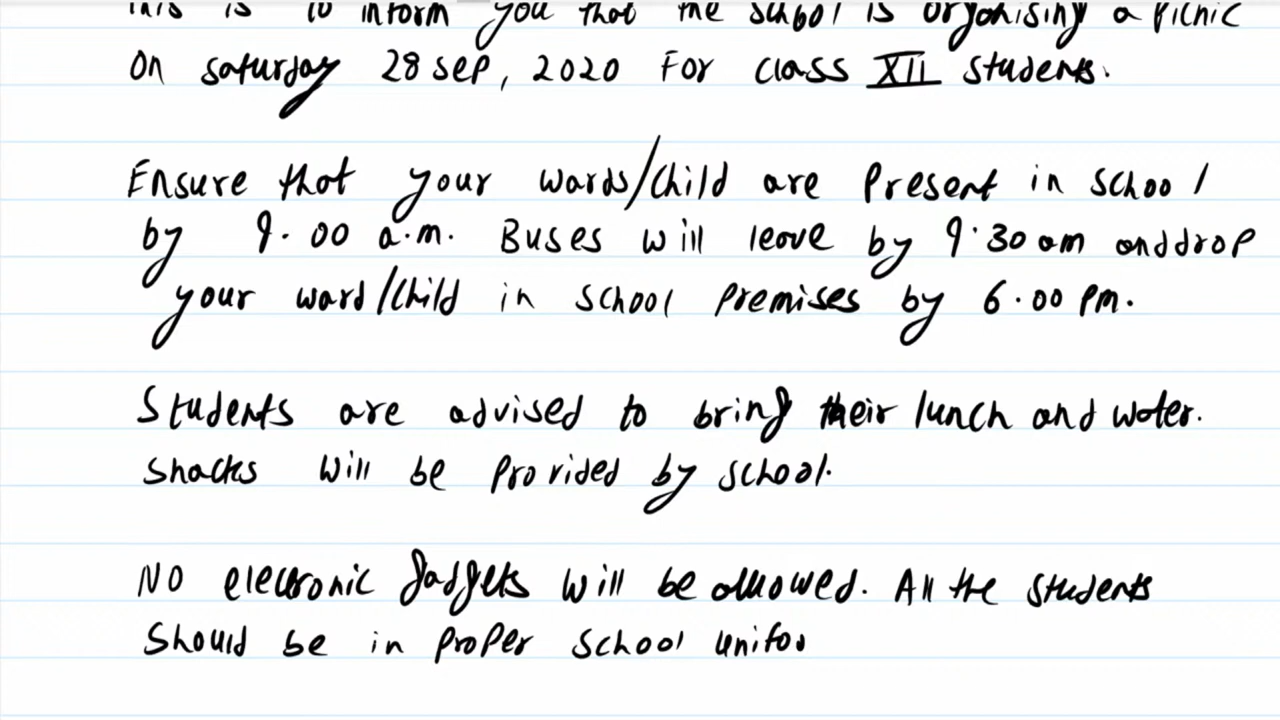 This is to inform you that the school is organising a picnic
On saturday 28 sep, 2020 For class XII students.
Ensure that your wards/child are present in school
by 9.00 a.m. Buses will leave by 9.30 am and drop
your ward/child in school premises by 6.00 pm.
Students are advised to bring their lunch and water.
Snacks will be provided by school.
No electronic gadgets will be allowed. All the students
should be in proper school unifo